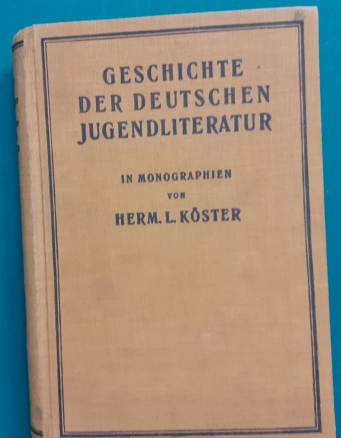 GESCHICHTE
DER DEUTSCHEN
JUGENDLITERATUR
IN MONOGRAPHIEN
VON
HERM. L. KÖSTER